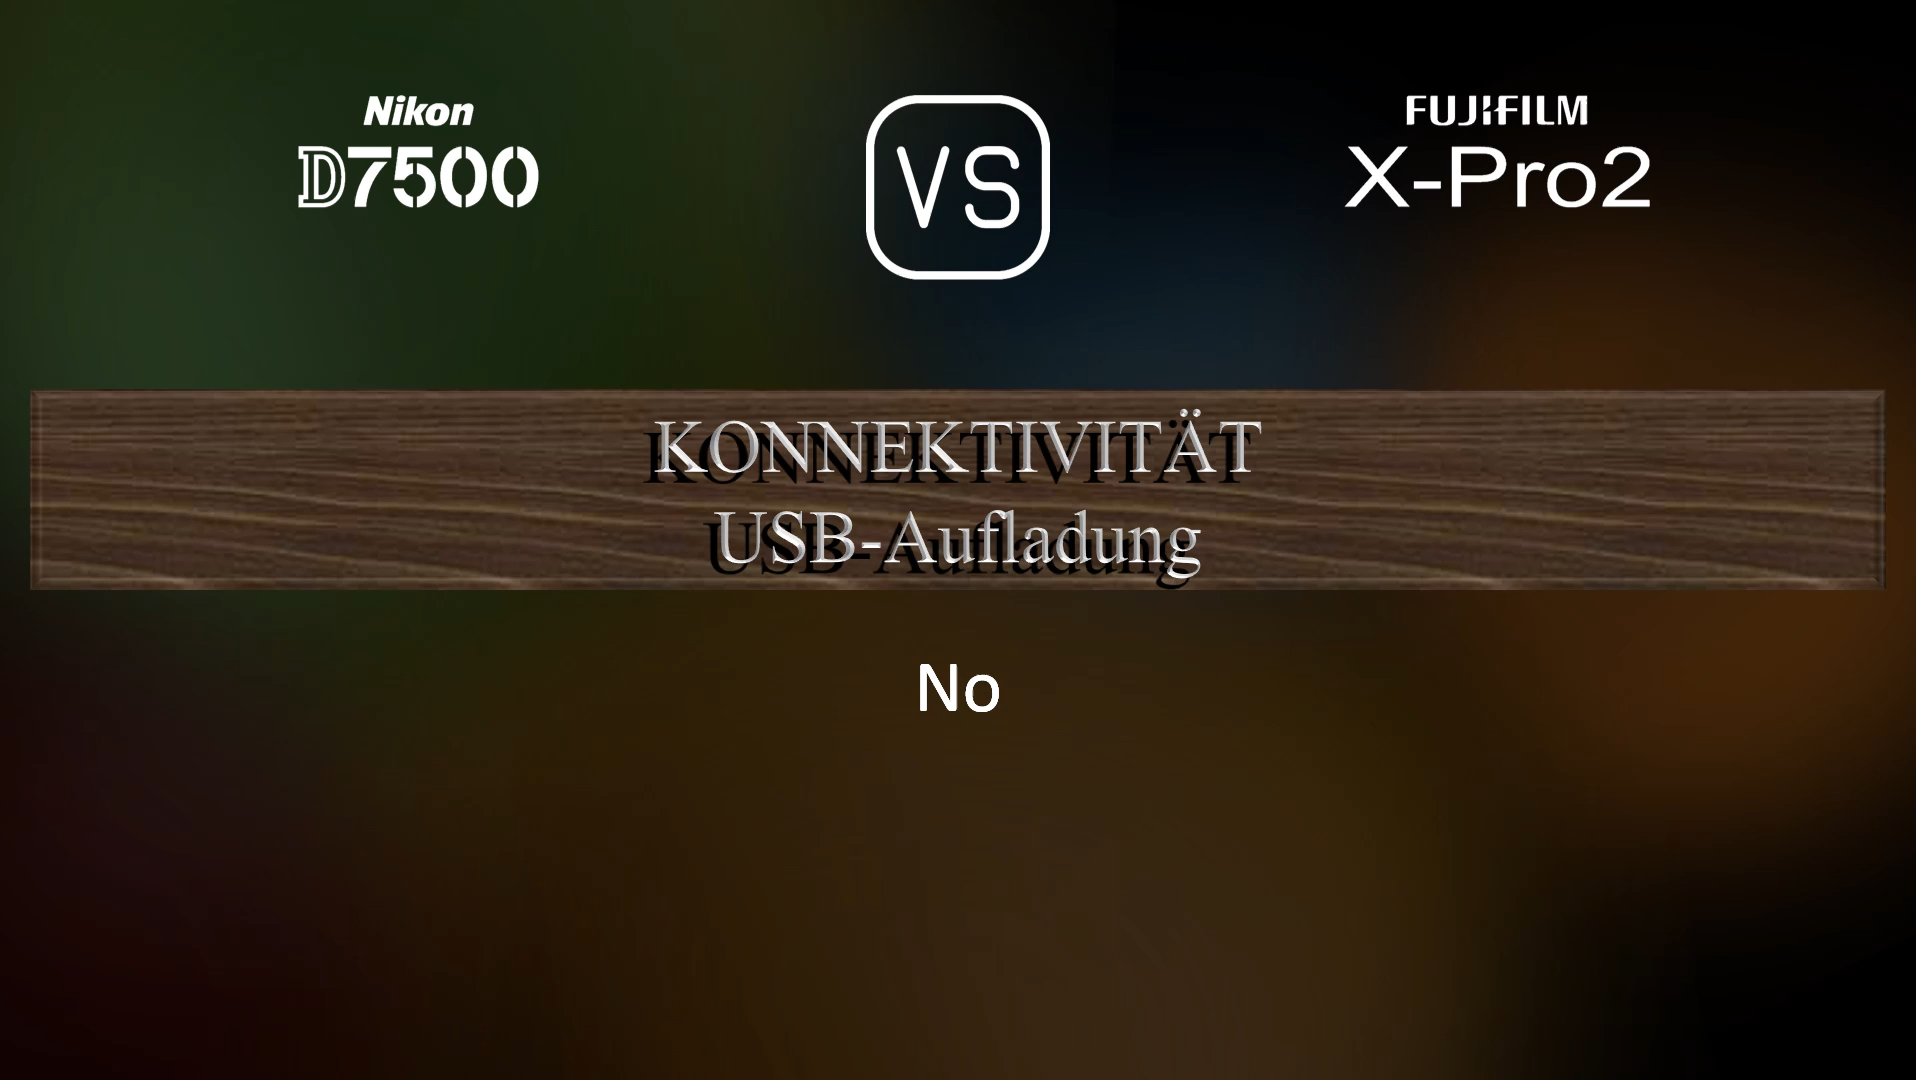 Nikon
D7500
VS
FUJIFILM
X-Pro2
KONNEKTIVITÄT
USB-Aufladung
No